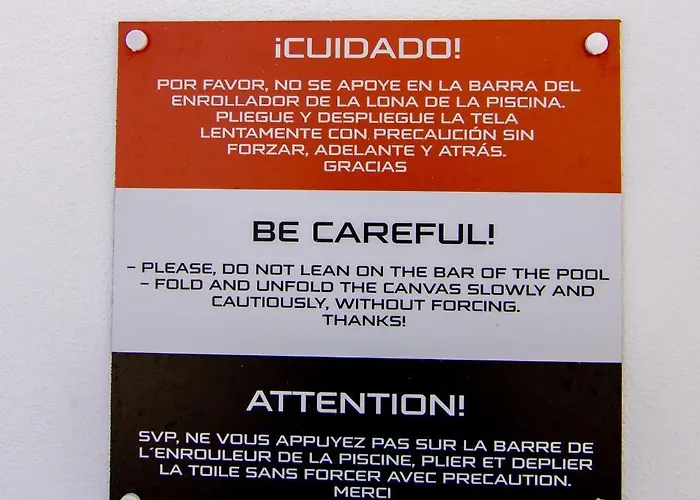 ¡CUIDADO!
POR FAVOR, NO SE APOYE EN LA BARRA DEL
ENROLLADOR DE LA LONA DE LA PISCINA.
PLIEGUE Y DESPLIEGUE LA TELA
LENTAMENTE CON PRECAUCIÓN SIN
FORZAR, ADELANTE Y ATRÁS.
GRACIAS
BE CAREFUL!
- PLEASE, DO NOT LEAN ON THE BAR OF THE POOL
- FOLD AND UNFOLD THE CANVAS SLOWLY AND
CAUTIOUSLY, WITHOUT FORCING.
THANKS!
ATTENTION!
SVP, NE VOUS APPUYEZ PAS SUR LA BARRE DE
L´ENROULEUR DE LA PISCINE, PLIER ET DEPLIER
LA TOILE SANS FORCER AVEC PRECAUTION.
MERCI